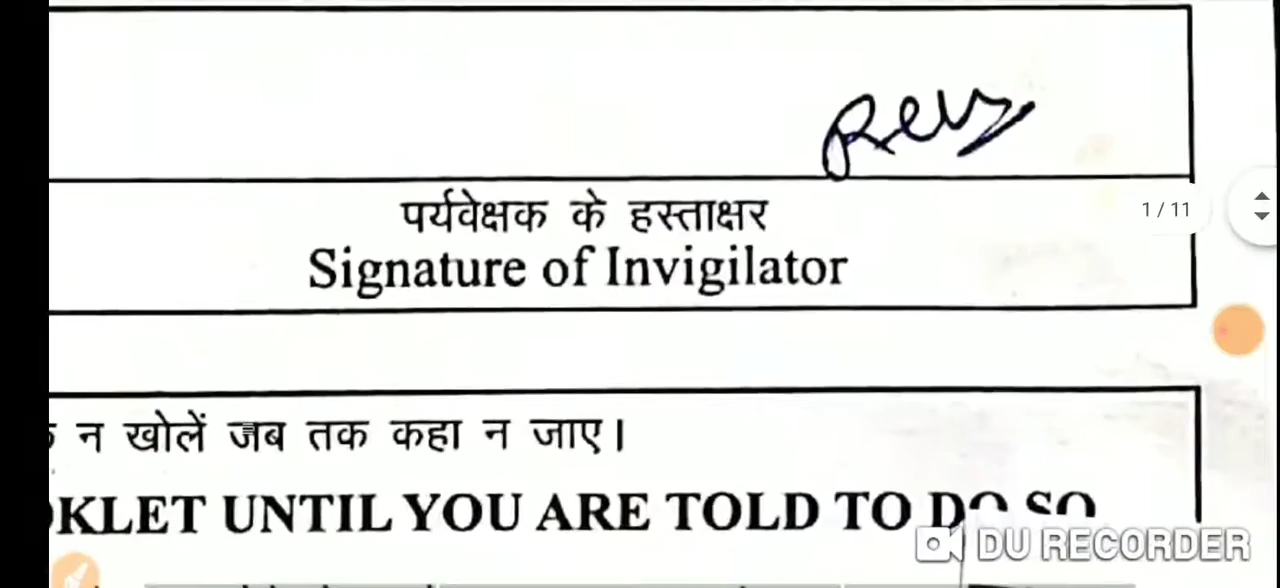 पर्यवेक्षक के हस्ताक्षर
1 / 11
Signature of Invigilator
न खोलें जब तक कहा न जाए।
OKLET UNTIL YOU ARE TOLD TO DO SO
DU RECORDER